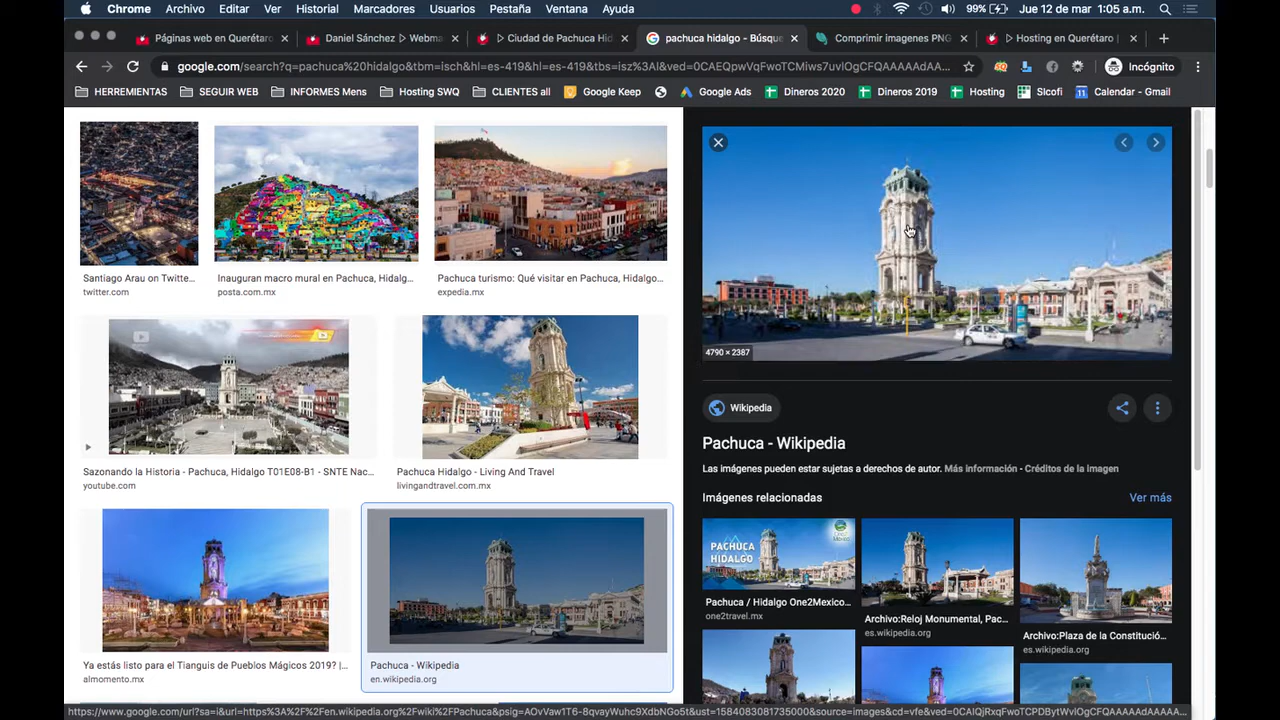 Chrome Archivo Editar Ver Historial Marcadores Usuarios Pestaña Ventana Ayuda 99% Jue 12 de mar 1:05 a.m.
Páginas web en Querétaro × Daniel Sánchez ▷ Webma × ▷ Ciudad de Pachuca Hid × pachuca hidalgo - Búsque × Comprimir imagenes PNG × ▷ Hosting en Querétaro | ×
google.com/search?q=pachuca%20hidalgo&tbm=isch&hl=es-419&hl=es-419&tbs=isz%3Al&ved=0CAEQpwVqFwoTCMiws7uvlOgCFQAAAAAdAA... Incógnito
HERREMIENTAS SEGUIR WEB INFORMES Mens Hosting SWQ CLIENTES all Google Keep Google Ads Dineros 2020 Dineros 2019 Hosting Slcofi Calendar - Gmail
Santiago Arau on Twitte...
twitter.com
Inauguran macro mural en Pachuca, Hidalg...
posta.com.mx
Pachuca turismo: Qué visitar en Pachuca, Hidalgo...
expedia.mx
Sazonando la Historia - Pachuca, Hidalgo T01E08-B1 - SNTE Nac...
youtube.com
Pachuca Hidalgo - Living And Travel
livingandtravel.com.mx
Ya estás listo para el Tianguis de Pueblos Mágicos 2019? |...
almomento.mx
Pachuca - Wikipedia
en.wikipedia.org
4790 × 2387
Wikipedia
Pachuca - Wikipedia
Las imágenes pueden estar sujetas a derechos de autor. Más información - Créditos de la imagen
Imágenes relacionadas Ver más
PACHUCA
HIDALGO
Pachuca / Hidalgo One2Mexico...
one2travel.mx
Archivo:Reloj Monumental, Pac...
es.wikipedia.org
Archivo:Plaza de la Constitució...
es.wikipedia.org